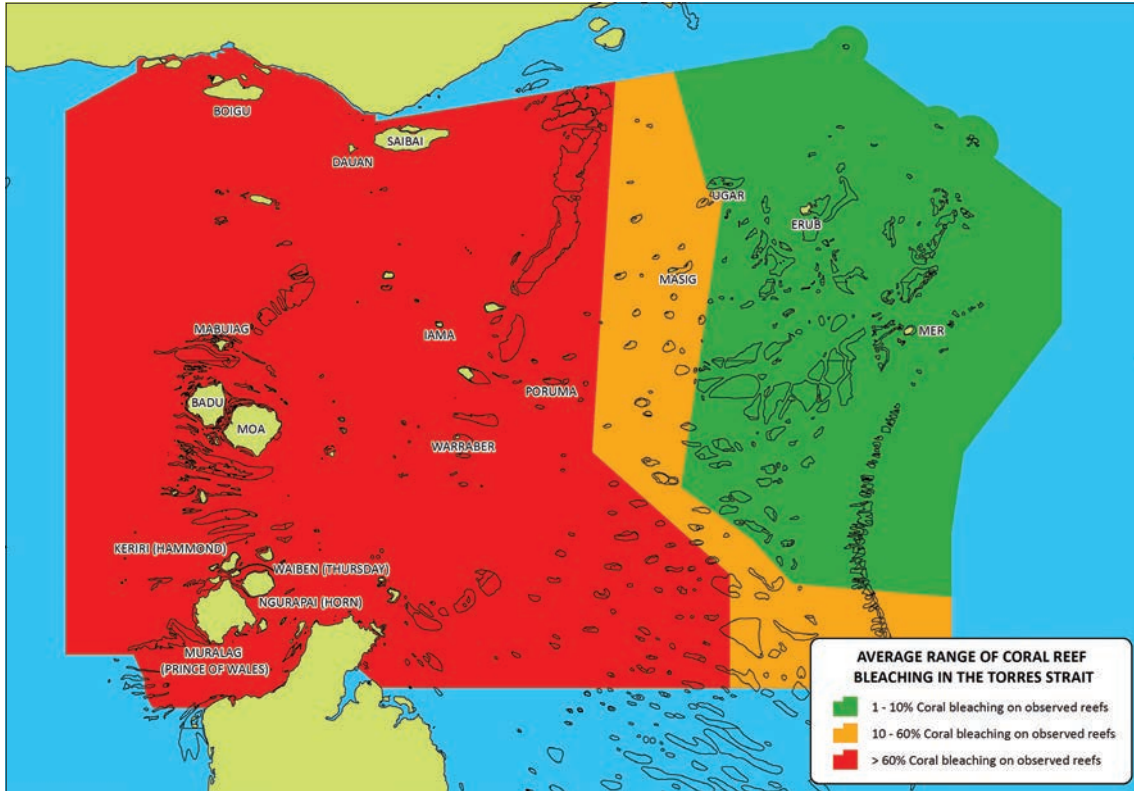 BOIGU
SAIBAI
DAUAN
UGAR
ERUB
MASIG
MABUIAG
IAMA
MER
PORUMA
BADU
MOA
WARRABER
KERIRI (HAMMOND)
WAIBEN (THURSDAY)
NGURAPAI (HORN)
MURALAG
(PRINCE OF WALES)
AVERAGE RANGE OF CORAL REEF
BLEACHING IN THE TORRES STRAIT
1 - 10% Coral bleaching on observed reefs
10 - 60% Coral bleaching on observed reefs
> 60% Coral bleaching on observed reefs